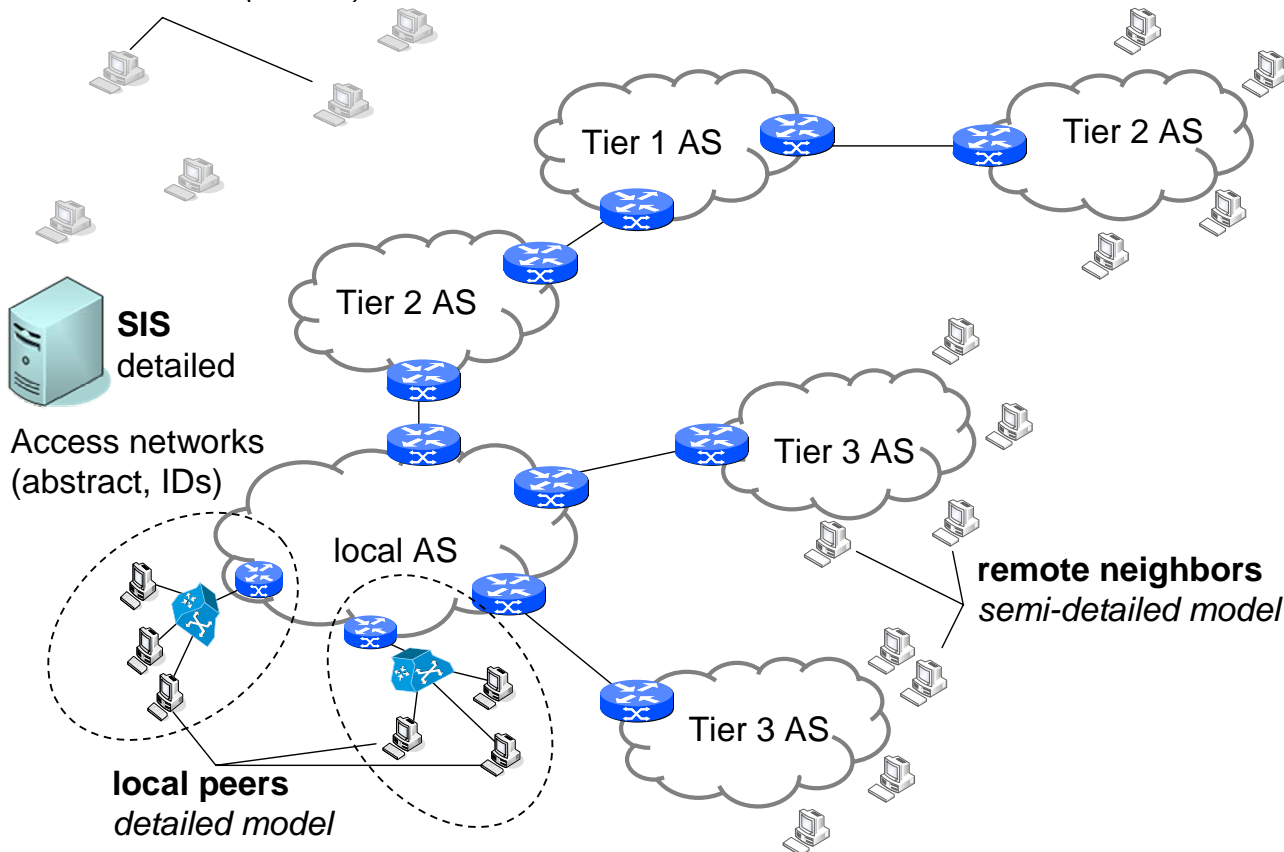 Tier 1 AS
Tier 2 AS
Tier 2 AS
SIS
detailed
Access networks
(abstract, IDs)
Tier 3 AS
local AS
remote neighbors
semi-detailed model
Tier 3 AS
local peers
detailed model